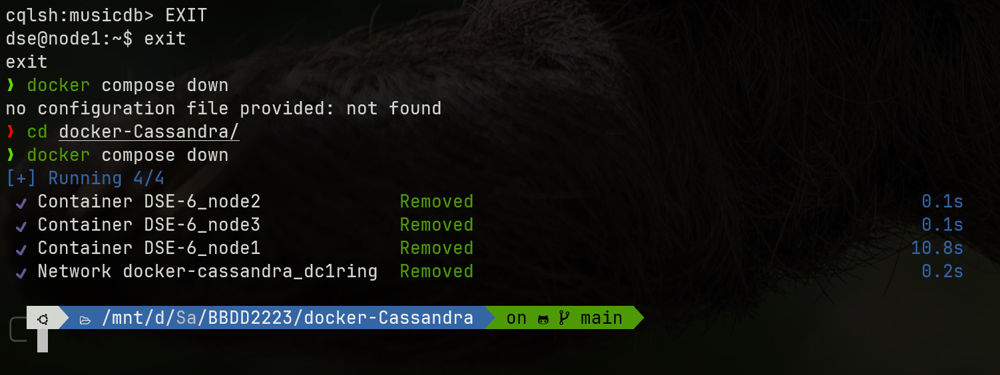 cqlsh:musicdb> EXIT
dse@node1:~$ exit
exit
❯ docker compose down
no configuration file provided: not found
❯ cd docker-Cassandra/
❯ docker compose down
[+] Running 4/4
✔ Container DSE-6_node2 Removed 0.1s
✔ Container DSE-6_node3 Removed 0.1s
✔ Container DSE-6_node1 Removed 10.8s
✔ Network docker-cassandra_dc1ring Removed 0.2s
/mnt/d/Sa/BBDD2223/docker-Cassandra on main